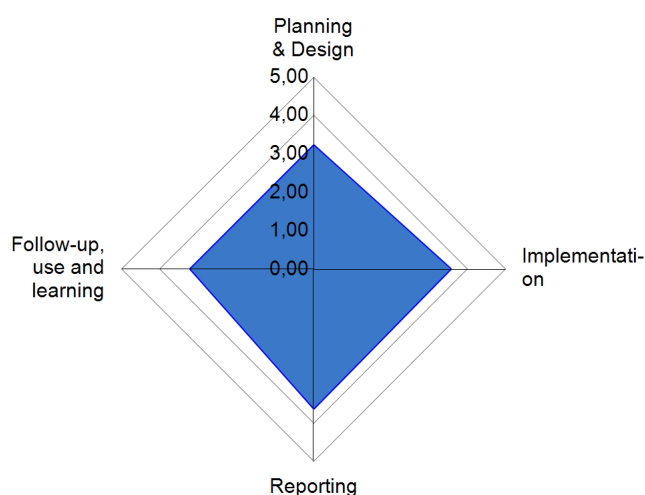 Planning
& Design
5,00
4,00
3,00
2,00
1,00
0,00
Follow-up,
use and
learning
Implementati-
on
Reporting